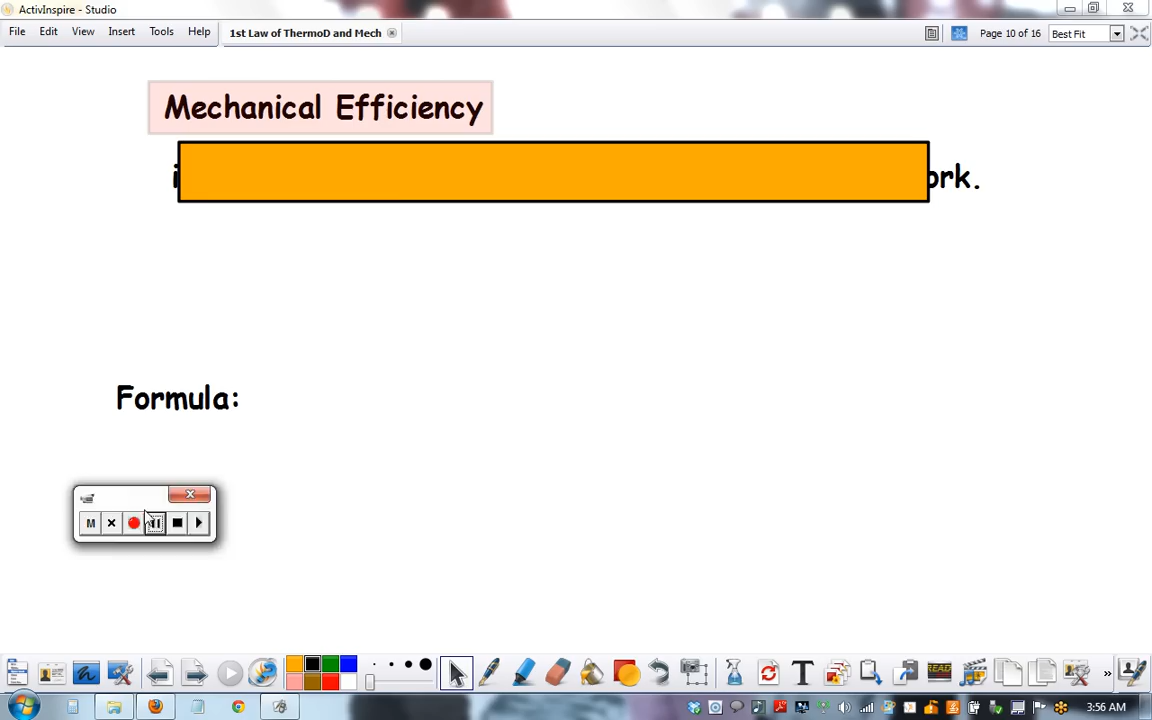 ActivInspire - Studio
File Edit View Insert Tools Help
1st Law of ThermoD and Mech
Page 10 of 16
Best Fit
Mechanical Efficiency
Formula:
M
T
»
3:56 AM